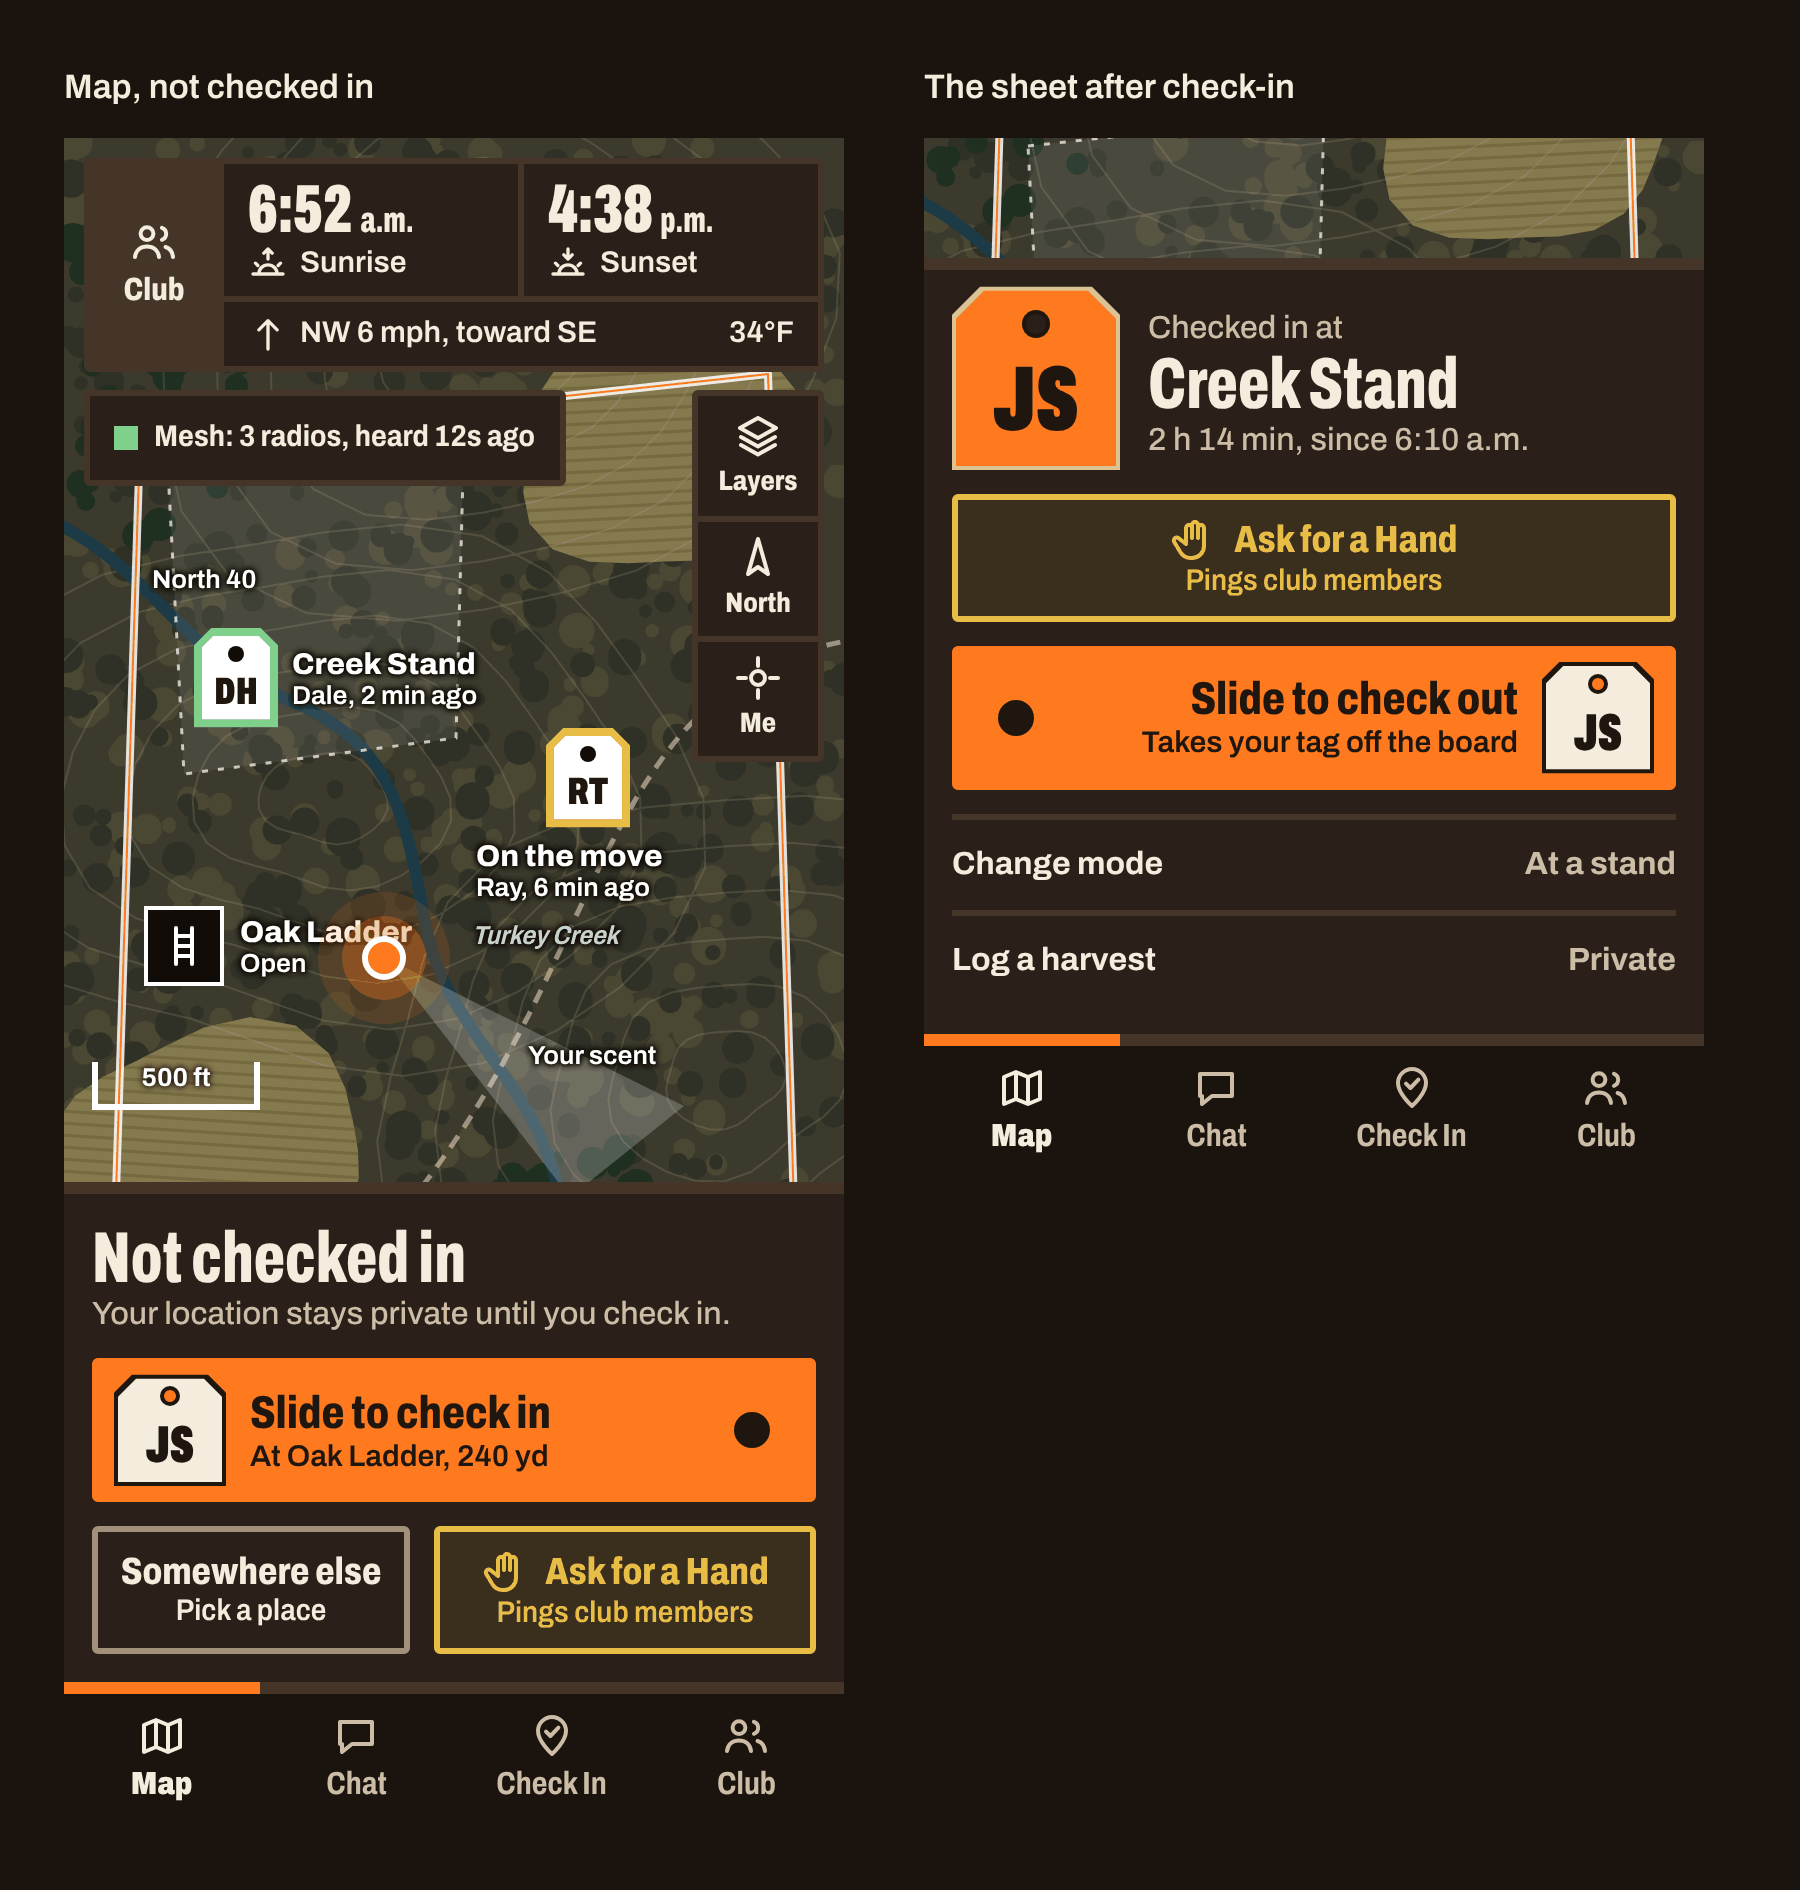 Map, not checked in
Club
6:52 a.m.
Sunrise
4:38 p.m.
Sunset
NW 6 mph, toward SE
34°F
Mesh: 3 radios, heard 12s ago
Layers
North
Me
North 40
DH
Creek Stand
Dale, 2 min ago
RT
On the move
Ray, 6 min ago
Oak Ladder
Open
Turkey Creek
Your scent
500 ft
Not checked in
Your location stays private until you check in.
JS
Slide to check in
At Oak Ladder, 240 yd
Somewhere else
Pick a place
Ask for a Hand
Pings club members
Map
Chat
Check In
Club
The sheet after check-in
JS
Checked in at
Creek Stand
2 h 14 min, since 6:10 a.m.
Ask for a Hand
Pings club members
Slide to check out
Takes your tag off the board
JS
Change mode
At a stand
Log a harvest
Private
Map
Chat
Check In
Club